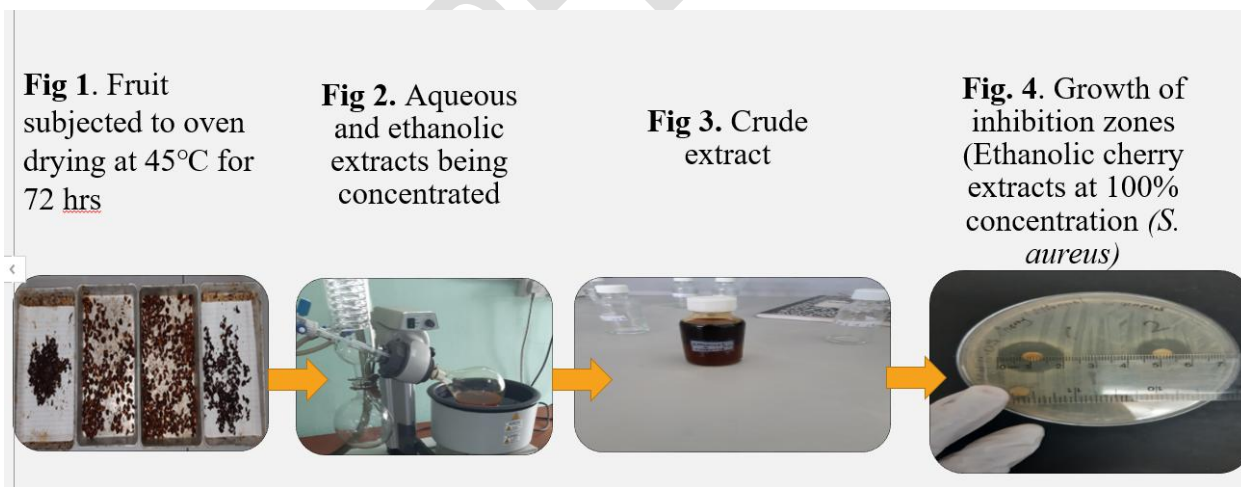 Fig 1. Fruit
subjected to oven
drying at 45°C for
72 hrs
Fig 2. Aqueous
and ethanolic
extracts being
concentrated
Fig 3. Crude
extract
Fig. 4. Growth of
inhibition zones
(Ethanolic cherry
extracts at 100%
concentration (S.
aureus)